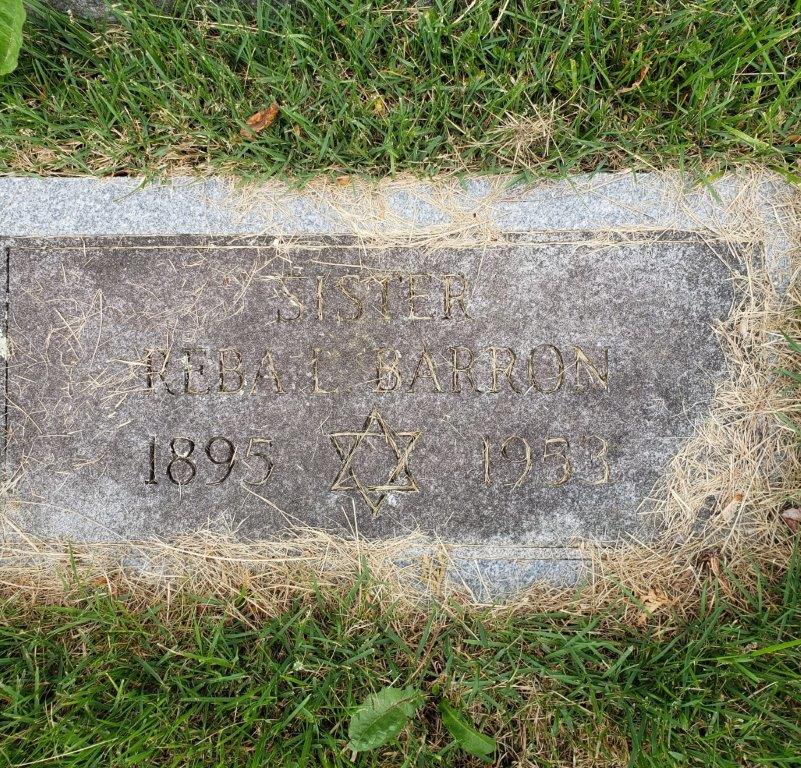 SISTER
REBA L BARRON
1895 1953